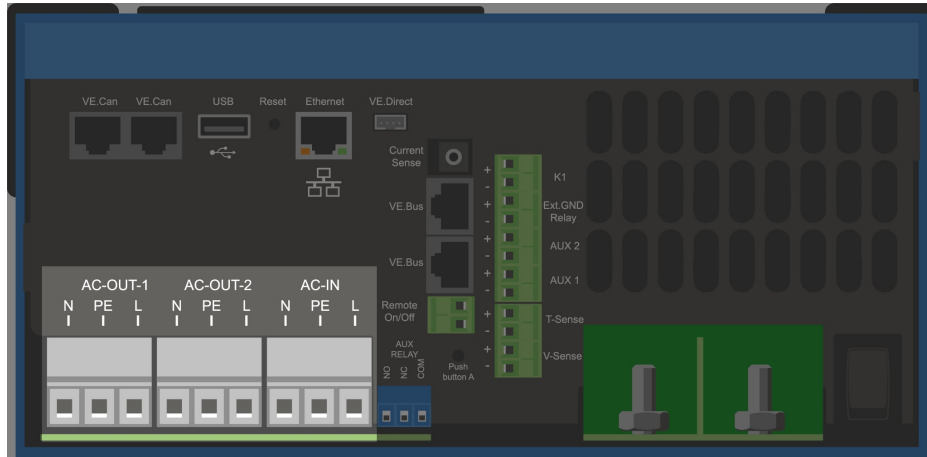 VE.Can VE.Can USB Reset Ethernet VE.Direct
Current
Sense
+
-
K1
VE.Bus
+
-
Ext.GND
Relay
+
-
AUX 2
VE.Bus
+
-
AUX 1
AC-OUT-1 AC-OUT-2 AC-IN
N PE L N PE L N PE L
Remote
On/Off
+
-
T-Sense
+
-
V-Sense
AUX
RELAY
NO NC COM
Push
button A